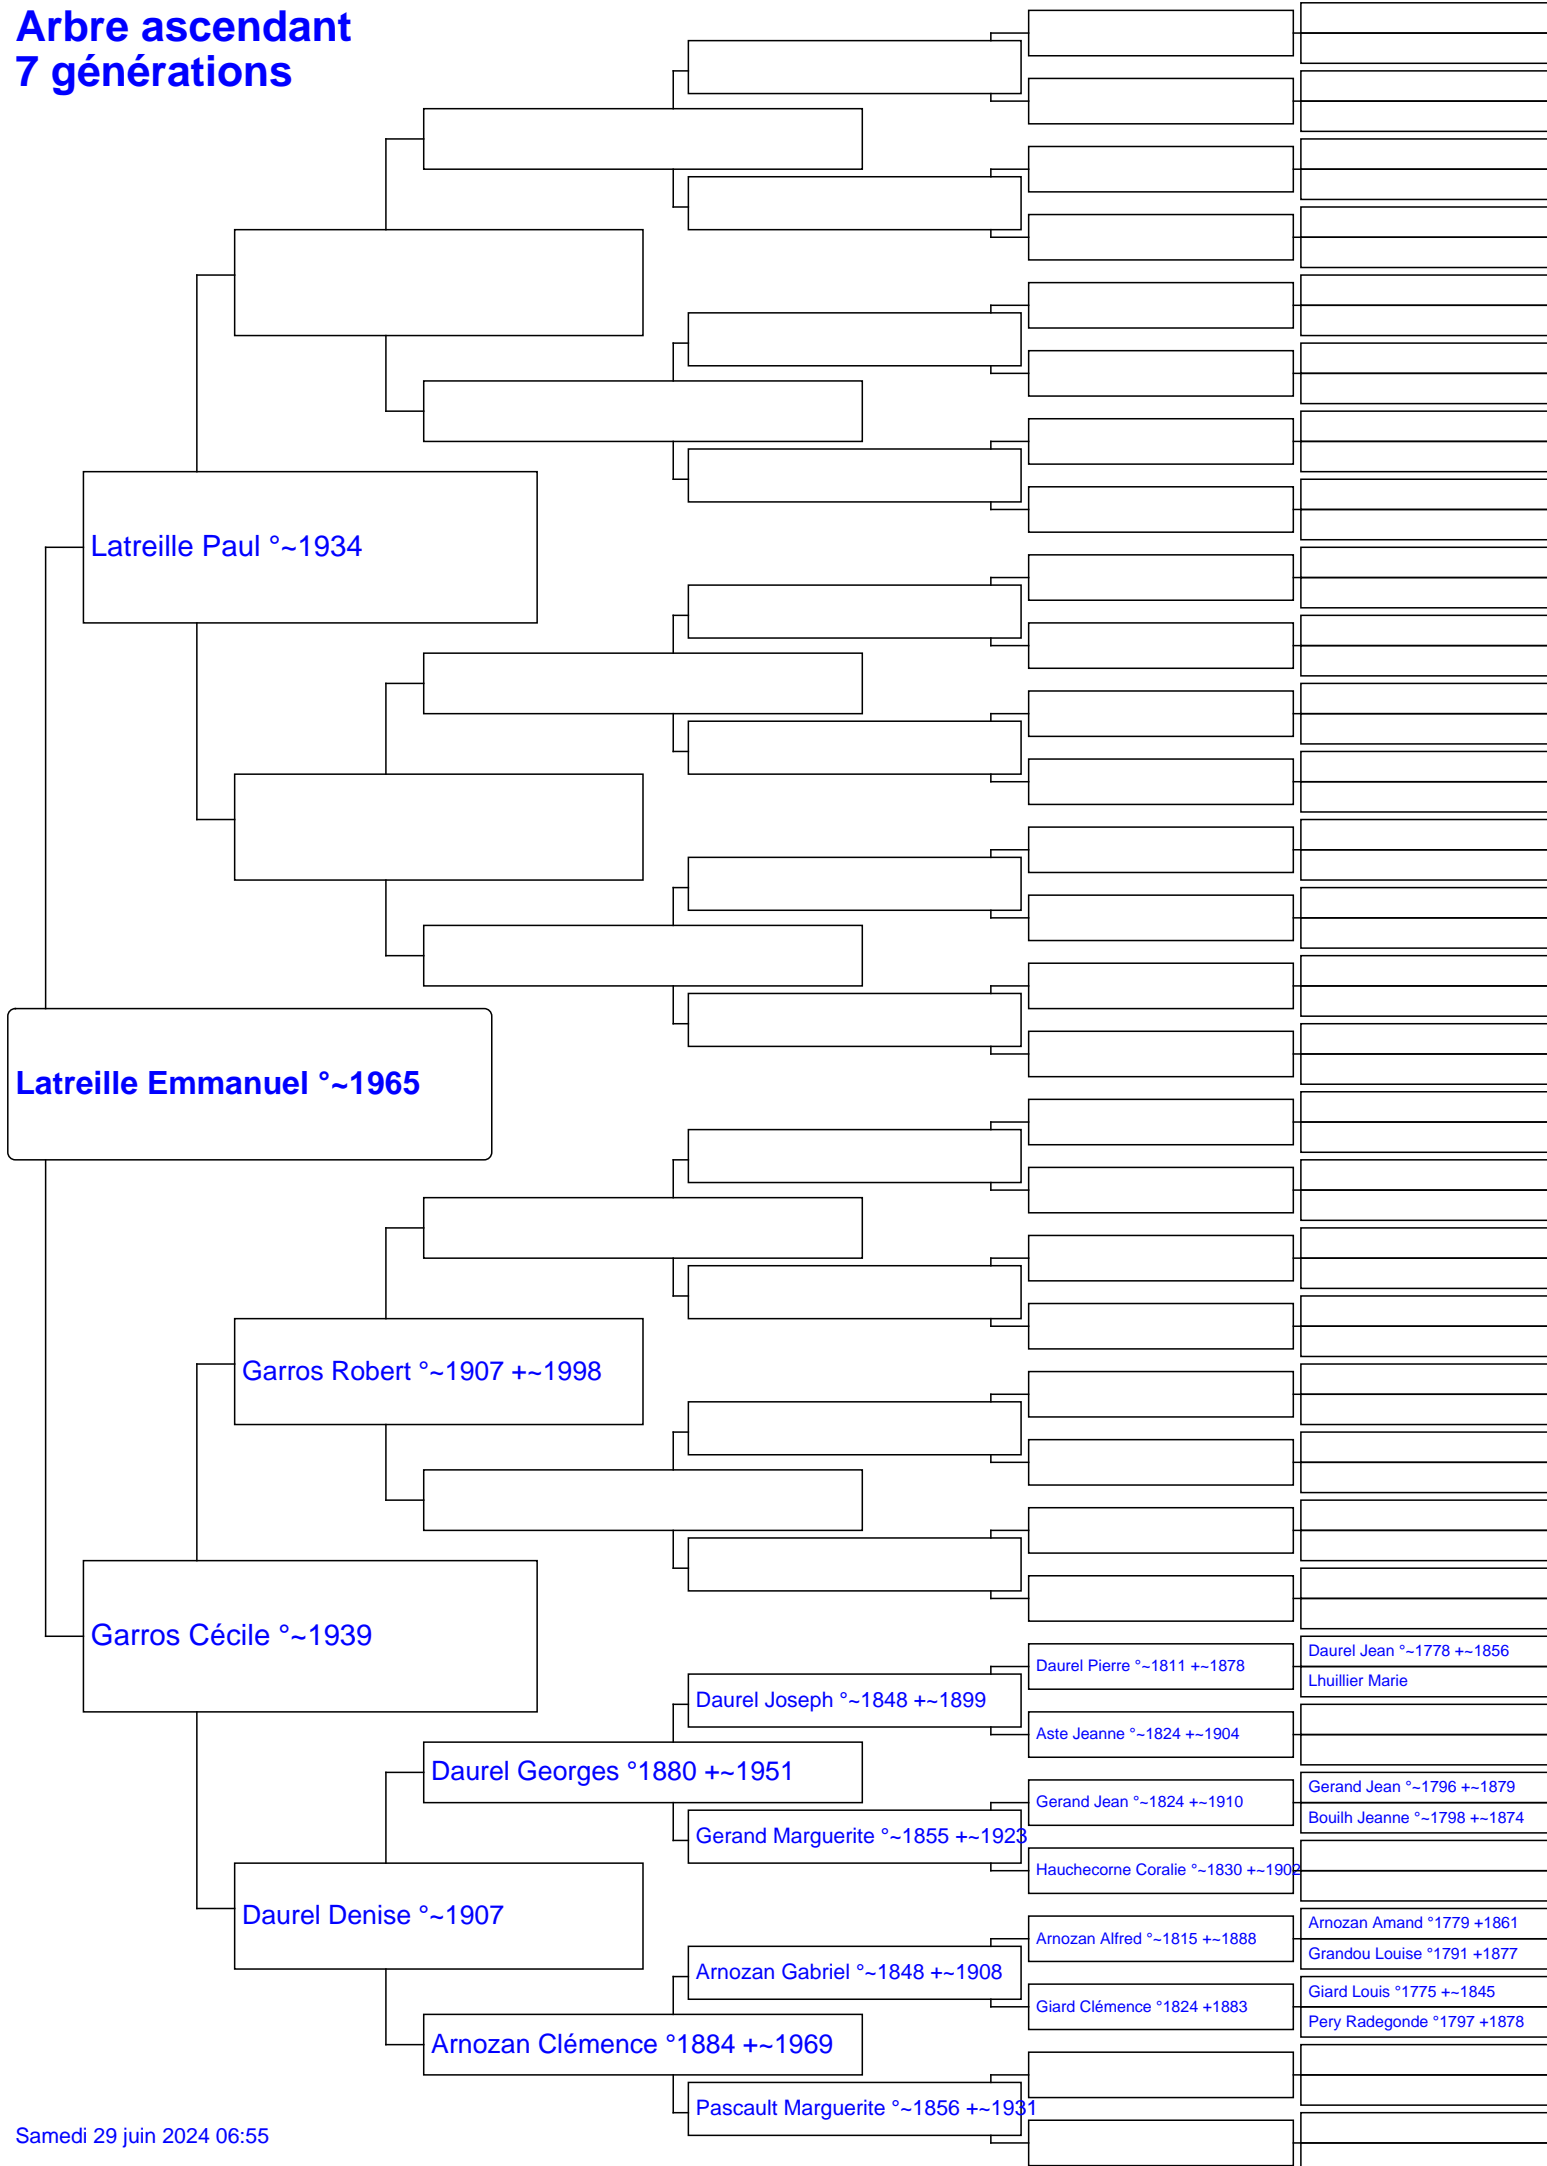 Arbre ascendant
7 générations
Latreille Paul °~1934
Latreille Emmanuel °~1965
Garros Robert °~1907 +~1998
Garros Cécile °~1939
Daurel Jean °~1778 +~1856
Daurel Pierre °~1811 +~1878
Lhuillier Marie
Daurel Joseph °~1848 +~1899
Aste Jeanne °~1824 +~1904
Daurel Georges °1880 +~1951
Gerand Jean °~1796 +~1879
Gerand Jean °~1824 +~1910
Bouilh Jeanne °~1798 +~1874
Gerand Marguerite °~1855 +~1923
Hauchecorne Coralie °~1830 +~1902
Daurel Denise °~1907
Arnozan Amand °1779 +1861
Arnozan Alfred °~1815 +~1888
Grandou Louise °1791 +1877
Arnozan Gabriel °~1848 +~1908
Giard Louis °1775 +~1845
Giard Clémence °1824 +1883
Pery Radegonde °1797 +1878
Arnozan Clémence °1884 +~1969
Pascault Marguerite °~1856 +~1931
Samedi 29 juin 2024 06:55